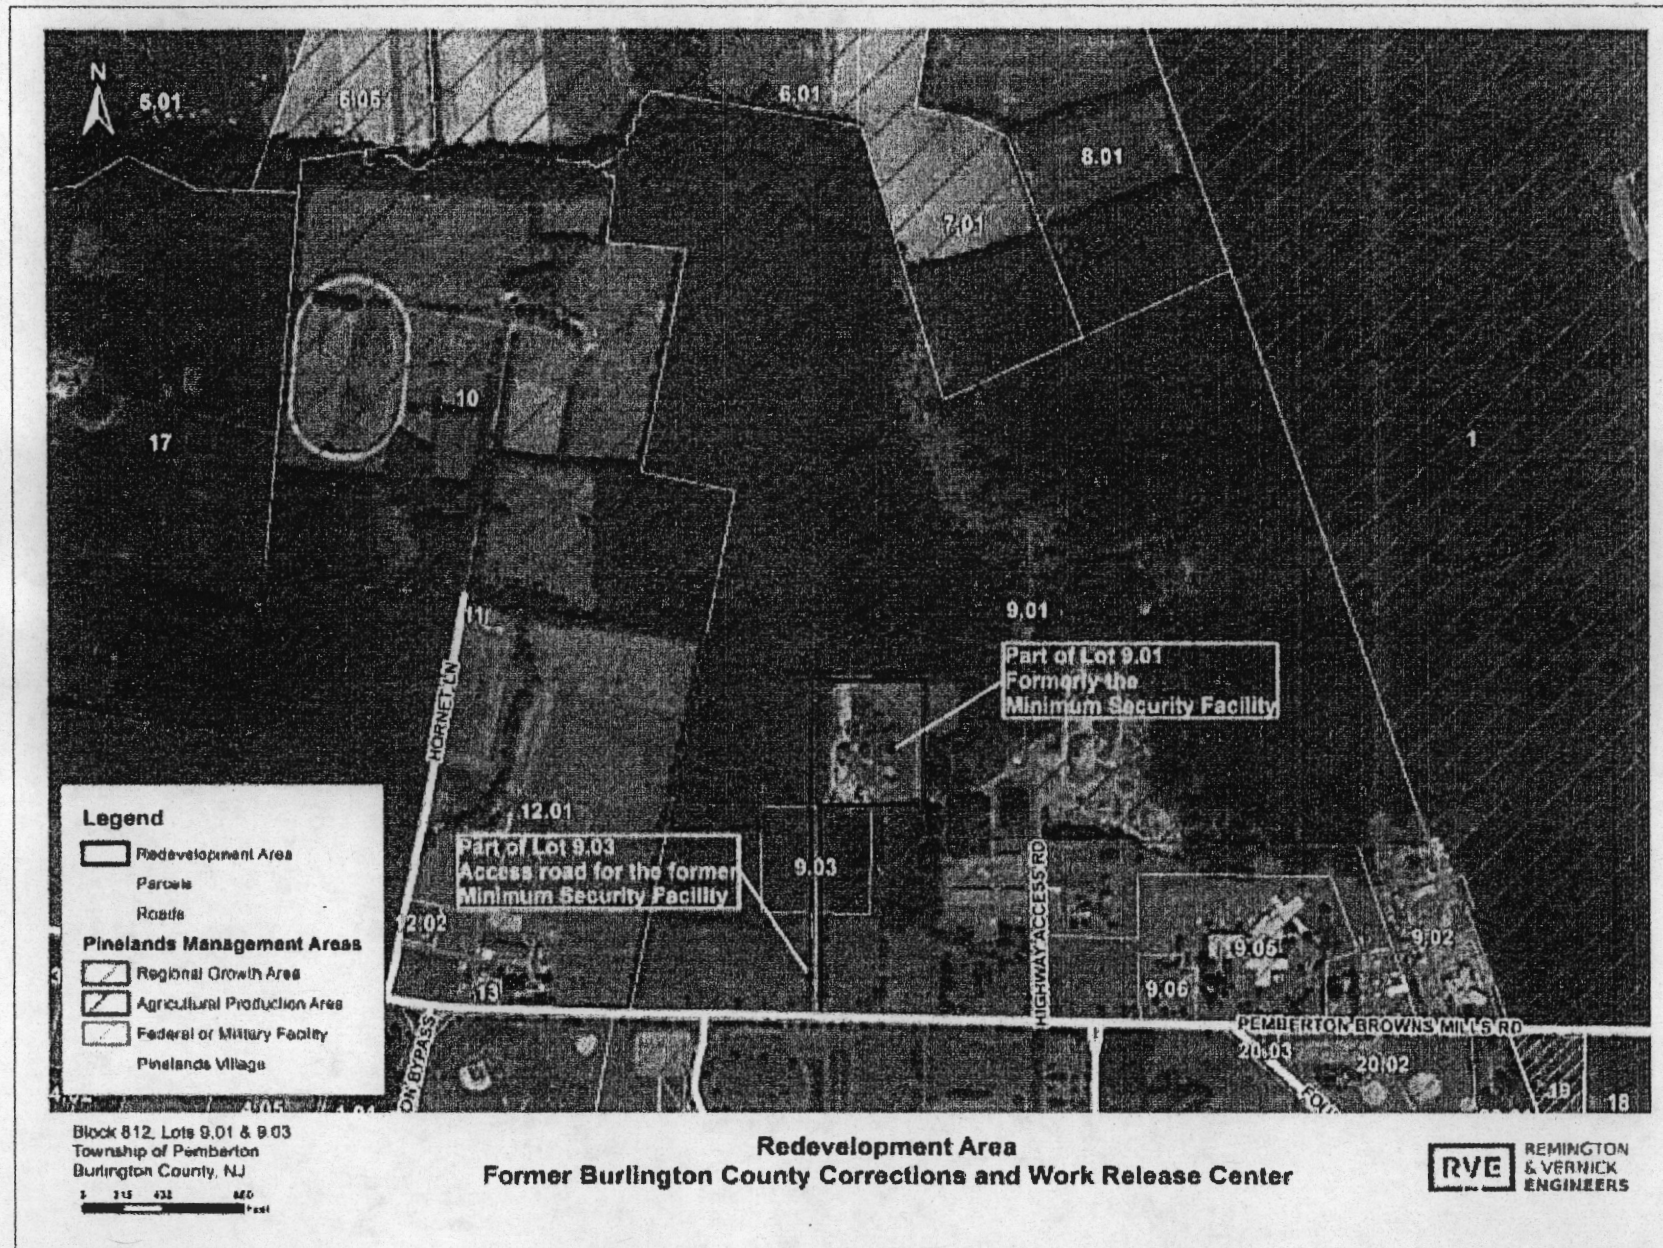 N
5.01
6.05
6.01
8.01
7.01
10
17
1
11
9.01
Part of Lot 9.01
Formerly the
Minimum Security Facility
HORNET LN
12.01
Part of Lot 9.03
Access road for the former
Minimum Security Facility
9.03
HIGHWAY ACCESS RD
12.02
13
9.05
9.02
9.06
PEMBERTON BROWNS MILLS RD
20.03
20.02
19
18
ON BYPASS
Legend
Redevelopment Area
Parcels
Roads
Pinelands Management Areas
Regional Growth Area
Agricultural Production Area
Federal or Military Facility
Pinelands Village
Block 812, Lots 9.01 & 9.03
Township of Pemberton
Burlington County, NJ
Feet
Redevelopment Area
Former Burlington County Corrections and Work Release Center
RVE
REMINGTON
& VERNICK
ENGINEERS